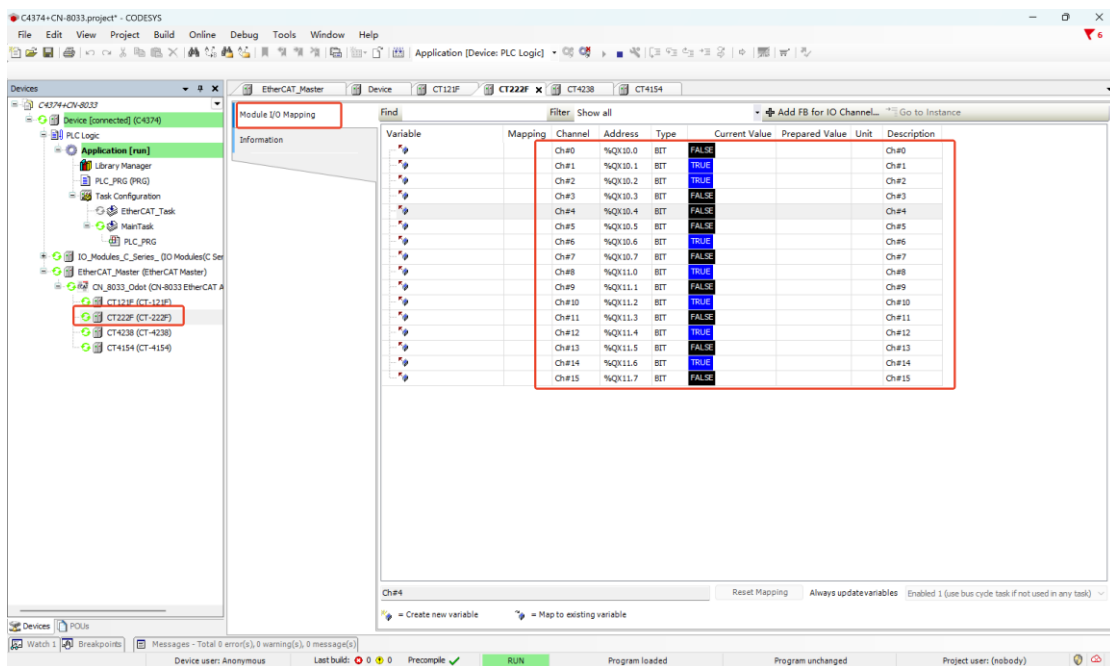 C4374+CN-8033.project* - CODESYS
File Edit View Project Build Online Debug Tools Window Help
Application [Device: PLC Logic]
6
Devices
EtherCAT_Master Device CT121F CT222F CT4238 CT4154
C4374+CN-8033
Device [connected] (C4374)
PLC Logic
Application [run]
Library Manager
PLC_PRG (PRG)
Task Configuration
EtherCAT_Task
MainTask
PLC_PRG
IO_Modules_C_Series_ (IO Modules(C Ser
EtherCAT_Master (EtherCAT Master)
CN_8033_Odot (CN-8033 EtherCAT A
CT121F (CT-121F)
CT222F (CT-222F)
CT4238 (CT-4238)
CT4154 (CT-4154)
Module I/O Mapping
Information
Find Filter Show all Add FB for IO Channel... Go to Instance
Variable Mapping Channel Address Type Current Value Prepared Value Unit Description
Ch#0 %QX10.0 BIT FALSE Ch#0
Ch#1 %QX10.1 BIT TRUE Ch#1
Ch#2 %QX10.2 BIT TRUE Ch#2
Ch#3 %QX10.3 BIT FALSE Ch#3
Ch#4 %QX10.4 BIT FALSE Ch#4
Ch#5 %QX10.5 BIT FALSE Ch#5
Ch#6 %QX10.6 BIT TRUE Ch#6
Ch#7 %QX10.7 BIT FALSE Ch#7
Ch#8 %QX11.0 BIT TRUE Ch#8
Ch#9 %QX11.1 BIT FALSE Ch#9
Ch#10 %QX11.2 BIT TRUE Ch#10
Ch#11 %QX11.3 BIT FALSE Ch#11
Ch#12 %QX11.4 BIT TRUE Ch#12
Ch#13 %QX11.5 BIT FALSE Ch#13
Ch#14 %QX11.6 BIT TRUE Ch#14
Ch#15 %QX11.7 BIT FALSE Ch#15
Ch#4 Reset Mapping Always update variables Enabled 1 (use bus cycle task if not used in any task)
= Create new variable = Map to existing variable
Devices POUs
Watch 1 Breakpoints Messages - Total 0 error(s), 0 warning(s), 0 message(s)
Device user: Anonymous Last build: 0 0 Precompile RUN Program loaded Program unchanged Project user: (nobody)